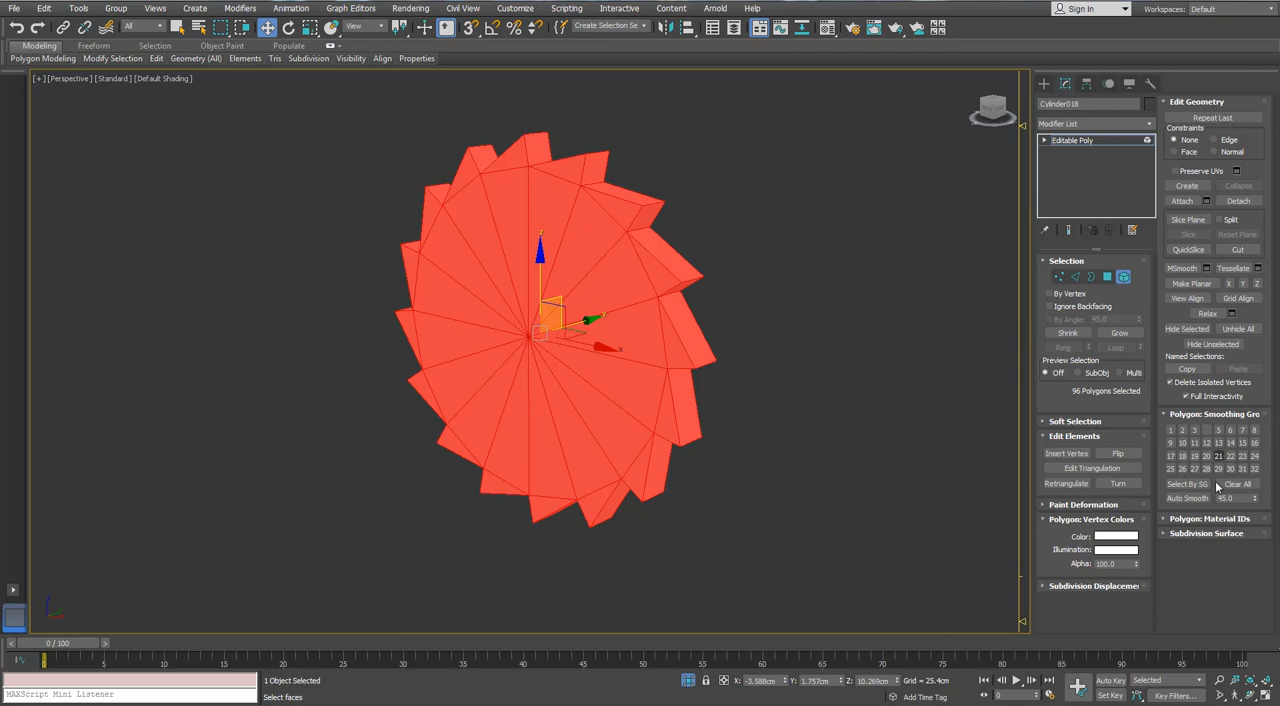 File Edit Tools Group Views Create Modifiers Animation Graph Editors Rendering Civil View Customize Scripting Interactive Content Arnold Help Sign In Workspaces: Default
All View Create Selection Se
Modeling Freeform Selection Object Paint Populate
Polygon Modeling Modify Selection Edit Geometry (All) Elements Tris Subdivision Visibility Align Properties
[+] [Perspective] [Standard] [Default Shading]
z
y
x
Cylinder018
Modifier List
Editable Poly
Selection
By Vertex
Ignore Backfacing
By Angle: 45.0
Shrink Grow
Ring Loop
Preview Selection
Off SubObj Multi
96 Polygons Selected
Soft Selection
Edit Elements
Insert Vertex Flip
Edit Triangulation
Retriangulate Turn
Paint Deformation
Polygon: Vertex Colors
Color:
Illumination:
Alpha: 100.0
Subdivision Displaceme
Edit Geometry
Repeat Last
Constraints
None Edge
Face Normal
Preserve UVs
Create Collapse
Attach Detach
Slice Plane Split
Slice Reset Plane
QuickSlice Cut
MSmooth Tessellate
Make Planar X Y Z
View Align Grid Align
Relax
Hide Selected Unhide All
Hide Unselected
Named Selections:
Copy Paste
Delete Isolated Vertices
Full Interactivity
Polygon: Smoothing Gro
1 2 3 5 6 7 8
9 10 11 12 13 14 15 16
17 18 19 20 21 22 23 24
25 26 27 28 29 30 31 32
Select By SG Clear All
Auto Smooth 45.0
Polygon: Material IDs
Subdivision Surface
< 0 / 100 >
0 5 10 15 20 25 30 35 40 45 50 55 60 65 70 75 80 85 90 95 100
MAXScript Mini Listener
1 Object Selected
Select faces
X: -3.588cm Y: 1.757cm Z: 10.269cm Grid = 25.4cm
Add Time Tag
0
Auto Key Selected
Set Key Key Filters...